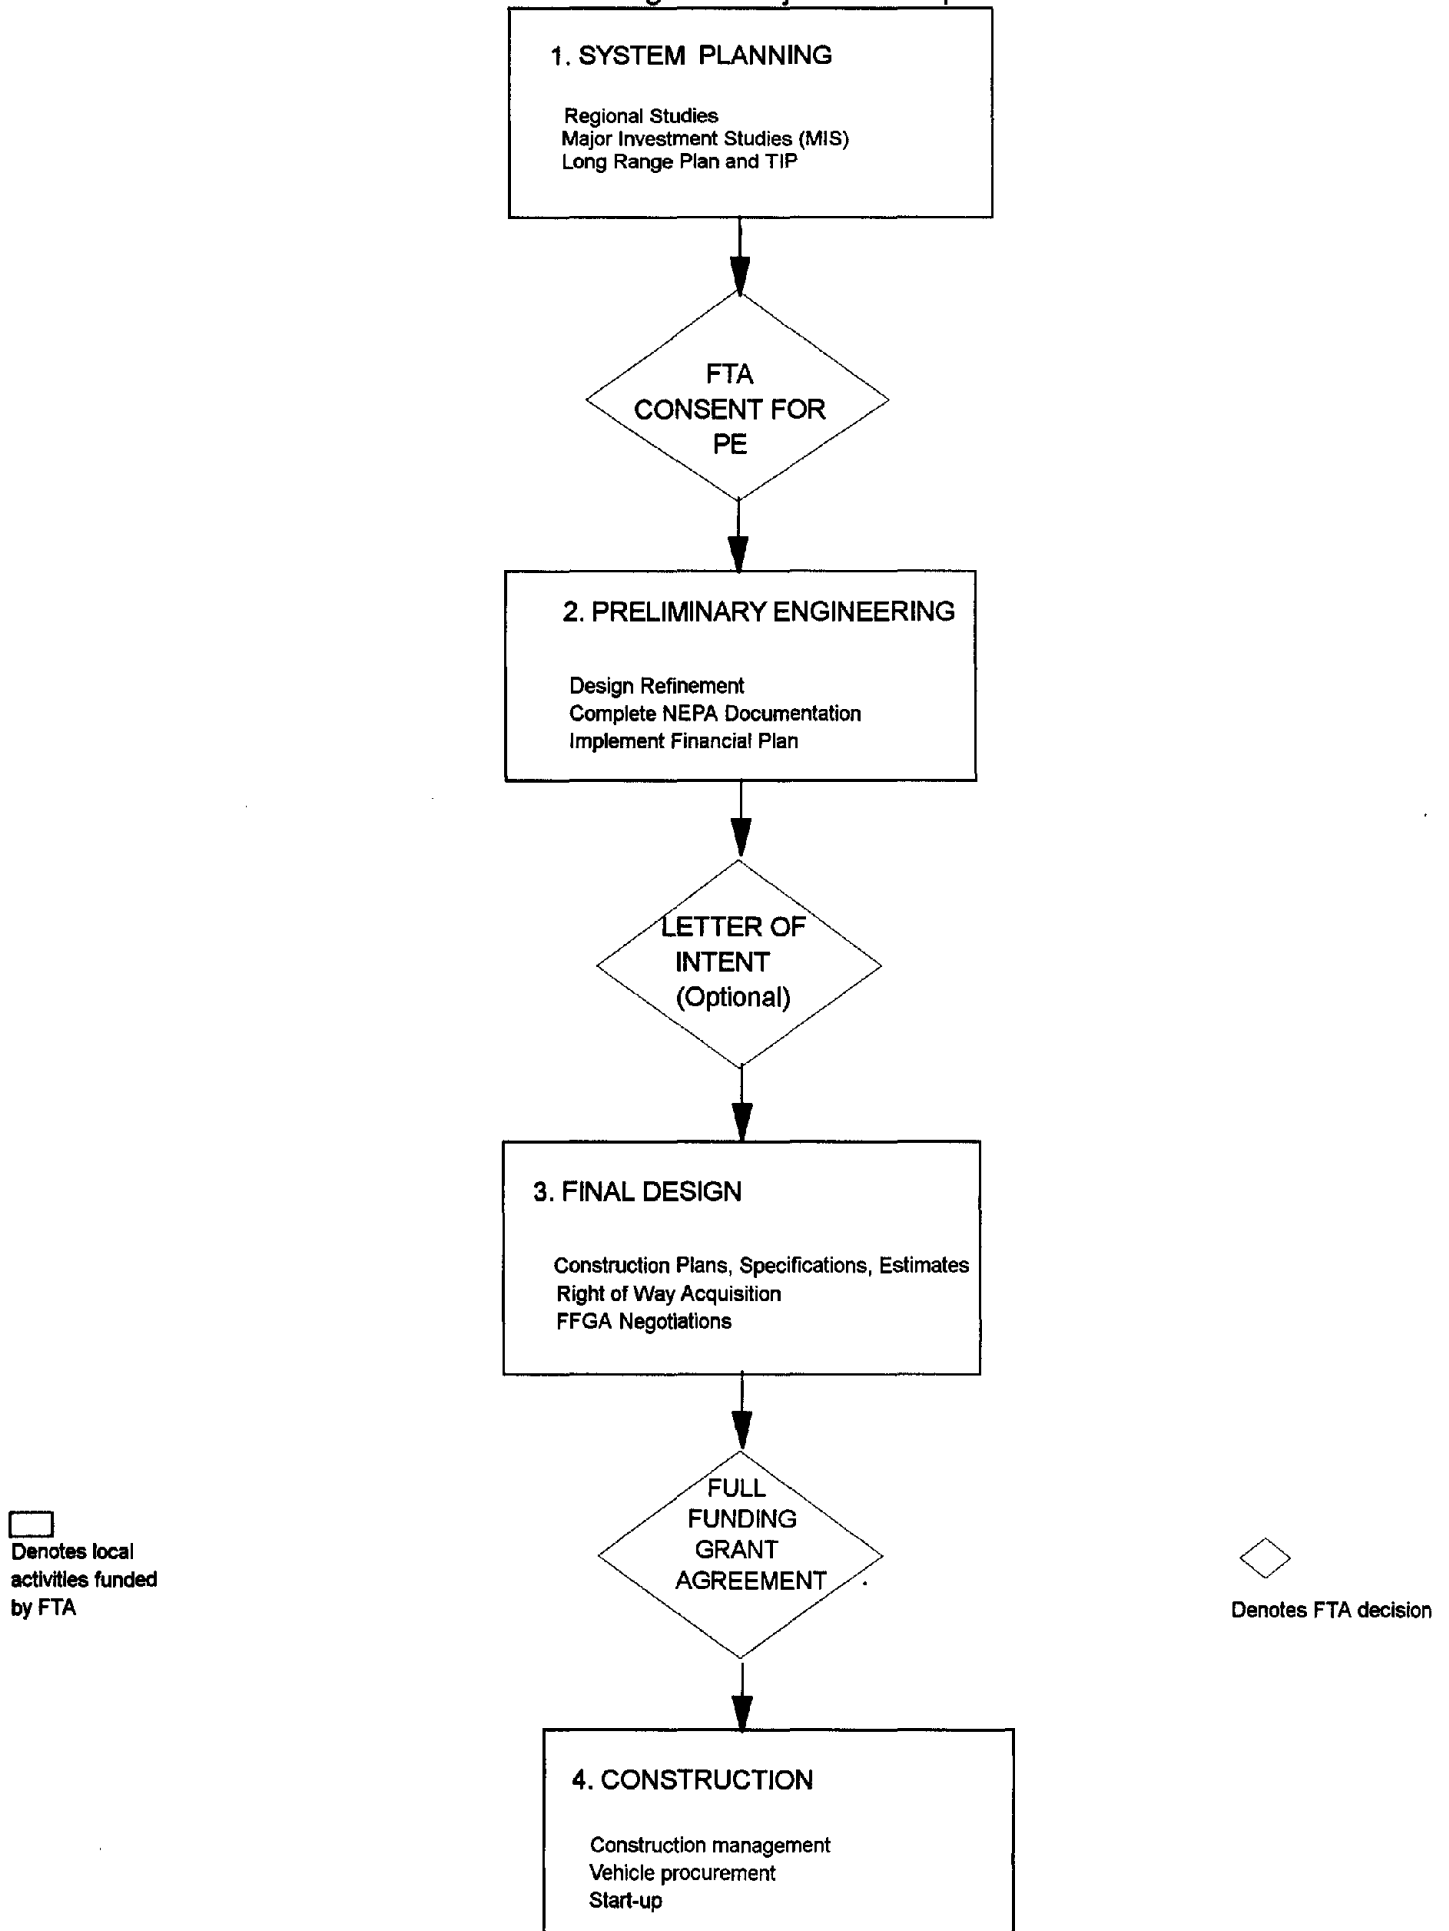 1. SYSTEM PLANNING
Regional Studies
Major Investment Studies (MIS)
Long Range Plan and TIP
FTA
CONSENT FOR
PE
2. PRELIMINARY ENGINEERING
Design Refinement
Complete NEPA Documentation
Implement Financial Plan
LETTER OF
INTENT
(Optional)
3. FINAL DESIGN
Construction Plans, Specifications, Estimates
Right of Way Acquisition
FFGA Negotiations
FULL
FUNDING
GRANT
AGREEMENT
Denotes local
activities funded
by FTA
Denotes FTA decision
4. CONSTRUCTION
Construction management
Vehicle procurement
Start-up